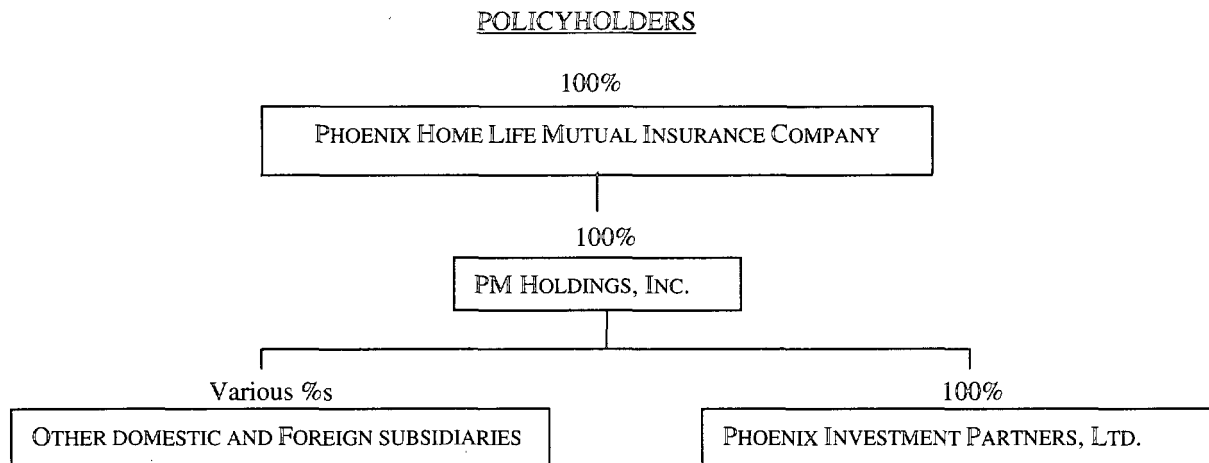 POLICYHOLDERS
100%
PHOENIX HOME LIFE MUTUAL INSURANCE COMPANY
100%
PM HOLDINGS, INC.
Various %s
100%
OTHER DOMESTIC AND FOREIGN SUBSIDIARIES
PHOENIX INVESTMENT PARTNERS, LTD.